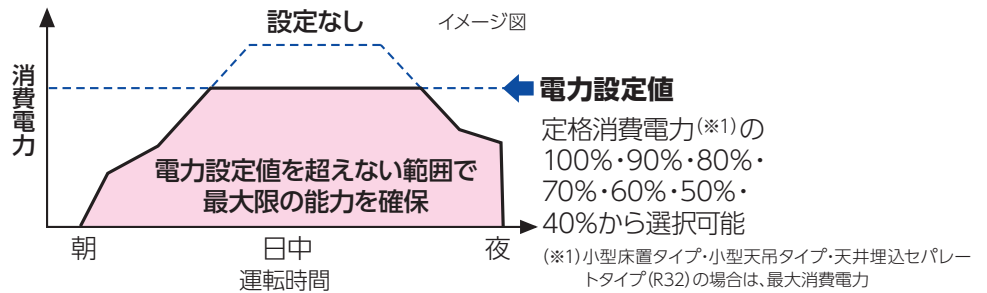 設定なし
イメージ図
消費電力
電力設定値
定格消費電力(※1)の
100%・90%・80%・
70%・60%・50%・
40%から選択可能
電力設定値を超えない範囲で
最大限の能力を確保
朝
日中
夜
運転時間
(※1)小型床置タイプ・小型天吊タイプ・天井埋込セパレー
トタイプ(R32)の場合は、最大消費電力